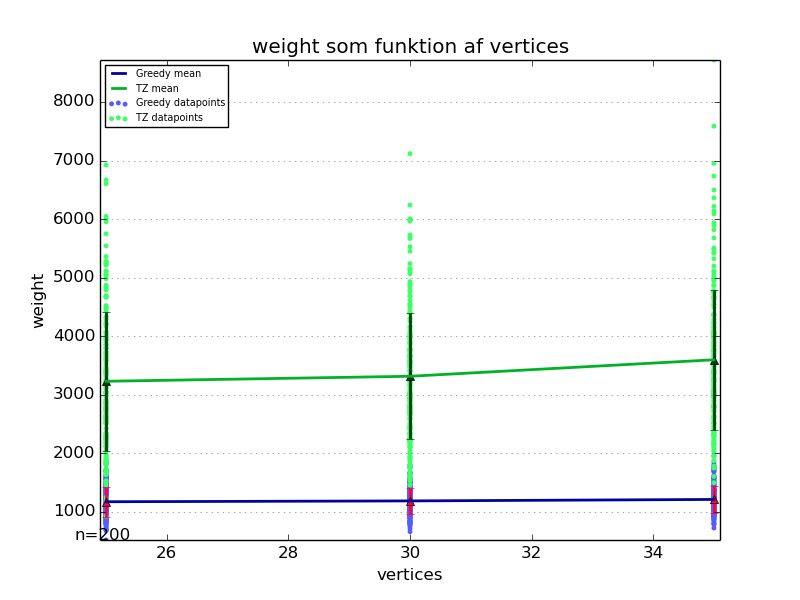 weight som funktion af vertices
Greedy mean
TZ mean
Greedy datapoints
TZ datapoints
8000
7000
6000
5000
4000
3000
2000
1000
weight
n=200
26 28 30 32 34
vertices